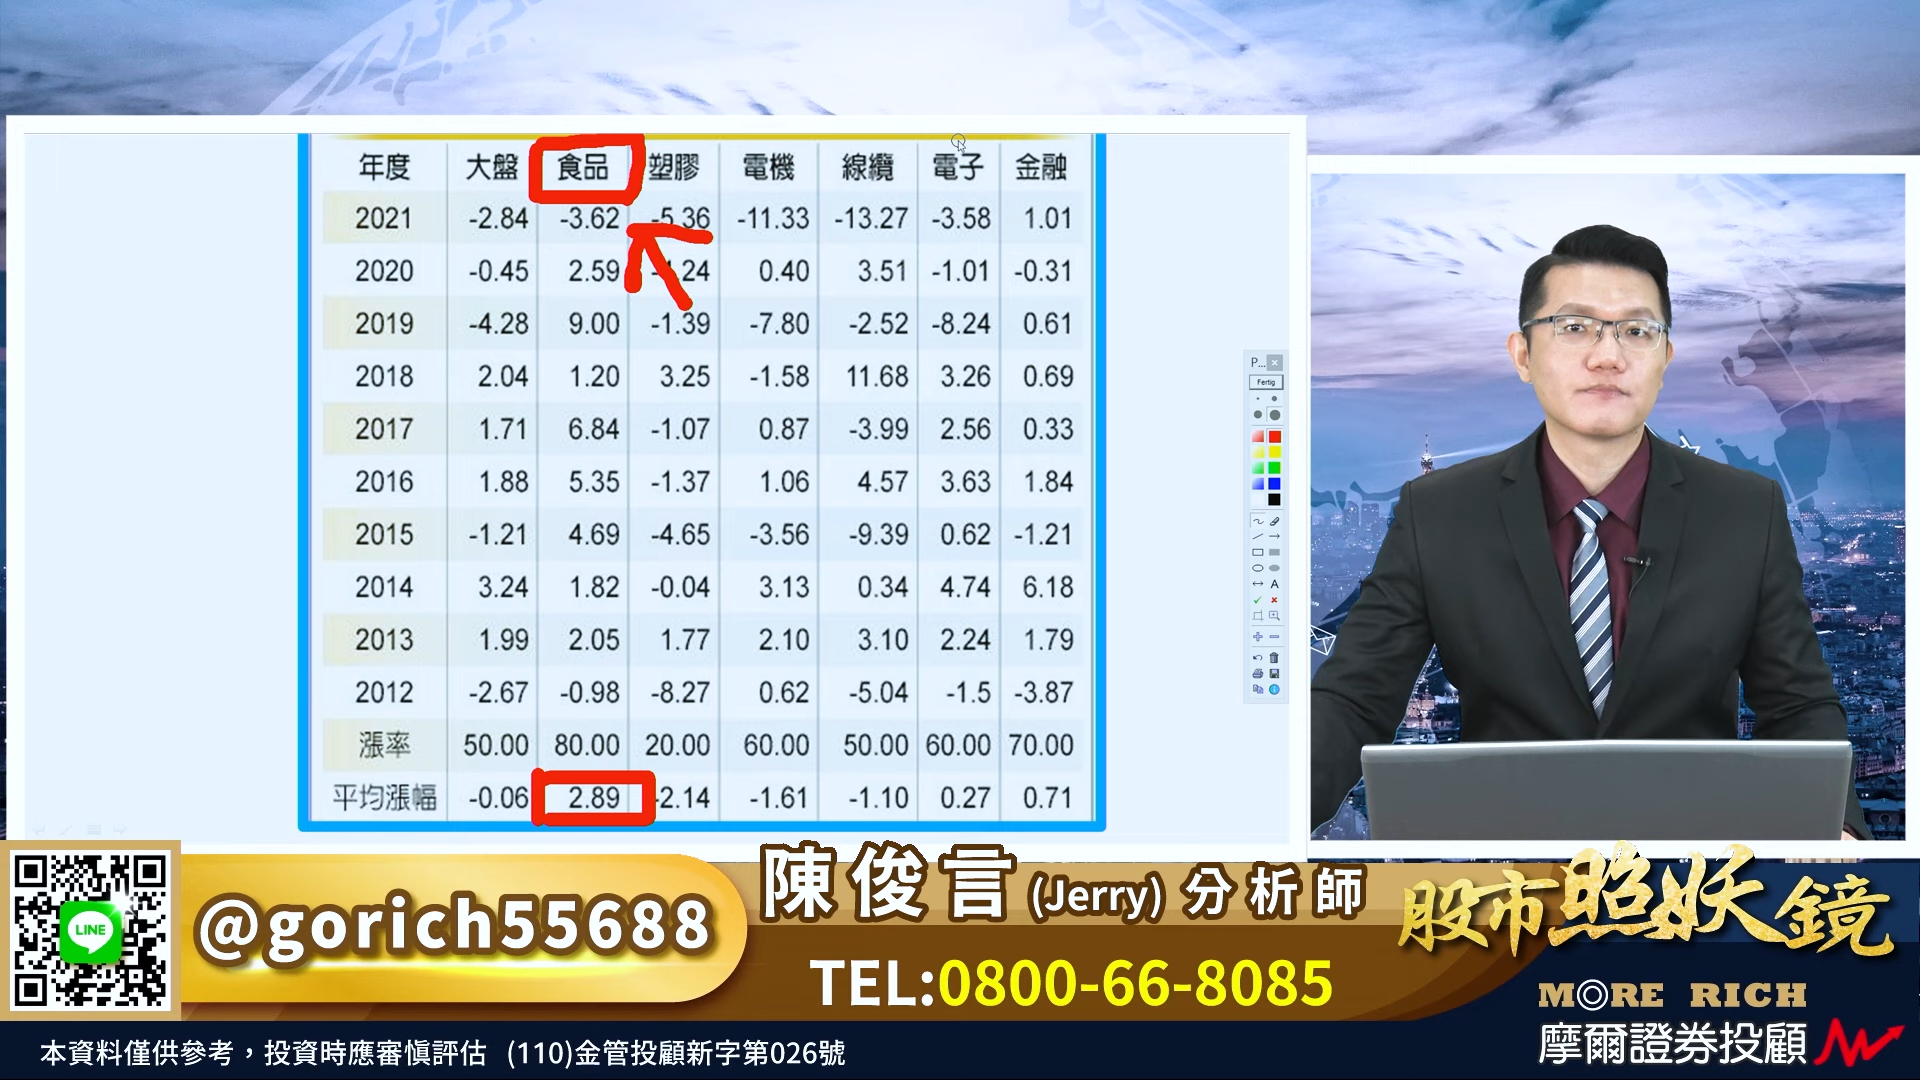 年度 大盤 食品 塑膠 電機 線纜 電子 金融
2021 -2.84 -3.62 -5.36 -11.33 -13.27 -3.58 1.01
2020 -0.45 2.59 24 0.40 3.51 -1.01 -0.31
2019 -4.28 9.00 -1.39 -7.80 -2.52 -8.24 0.61
2018 2.04 1.20 3.25 -1.58 11.68 3.26 0.69
2017 1.71 6.84 -1.07 0.87 -3.99 2.56 0.33
2016 1.88 5.35 -1.37 1.06 4.57 3.63 1.84
2015 -1.21 4.69 -4.65 -3.56 -9.39 0.62 -1.21
2014 3.24 1.82 -0.04 3.13 0.34 4.74 6.18
2013 1.99 2.05 1.77 2.10 3.10 2.24 1.79
2012 -2.67 -0.98 -8.27 0.62 -5.04 -1.5 -3.87
漲率 50.00 80.00 20.00 60.00 50.00 60.00 70.00
平均漲幅 -0.06 2.89 -2.14 -1.61 -1.10 0.27 0.71
P...
Fertig
A
LINE
@gorich55688
陳俊言(Jerry)分析師
TEL:0800-66-8085
股市照妖鏡
MORE RICH
摩爾證券投顧
本資料僅供參考，投資時應審慎評估 (110)金管投顧新字第026號